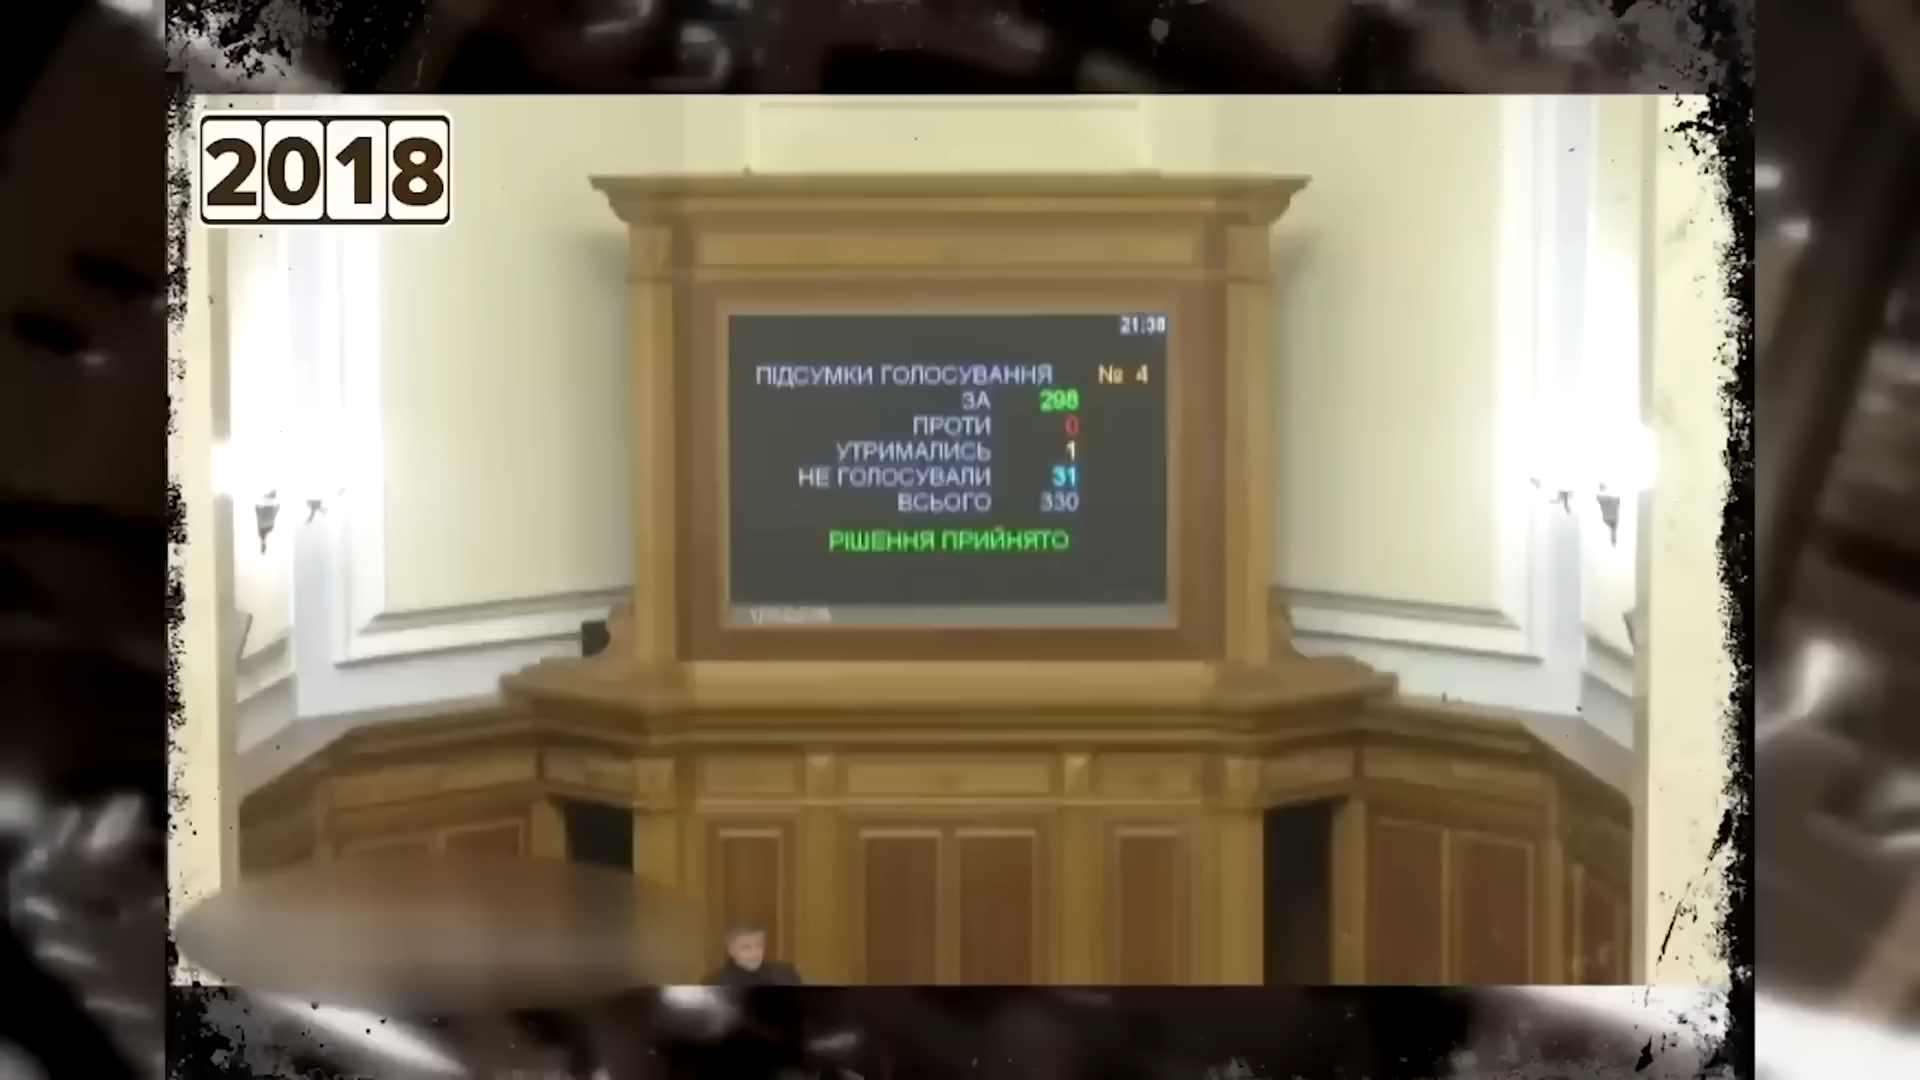 2018
21:38
ПІДСУМКИ ГОЛОСУВАННЯ № 4
ЗА 298
ПРОТИ 0
УТРИМАЛИСЬ 1
НЕ ГОЛОСУВАЛИ 31
ВСЬОГО 330
РІШЕННЯ ПРИЙНЯТО